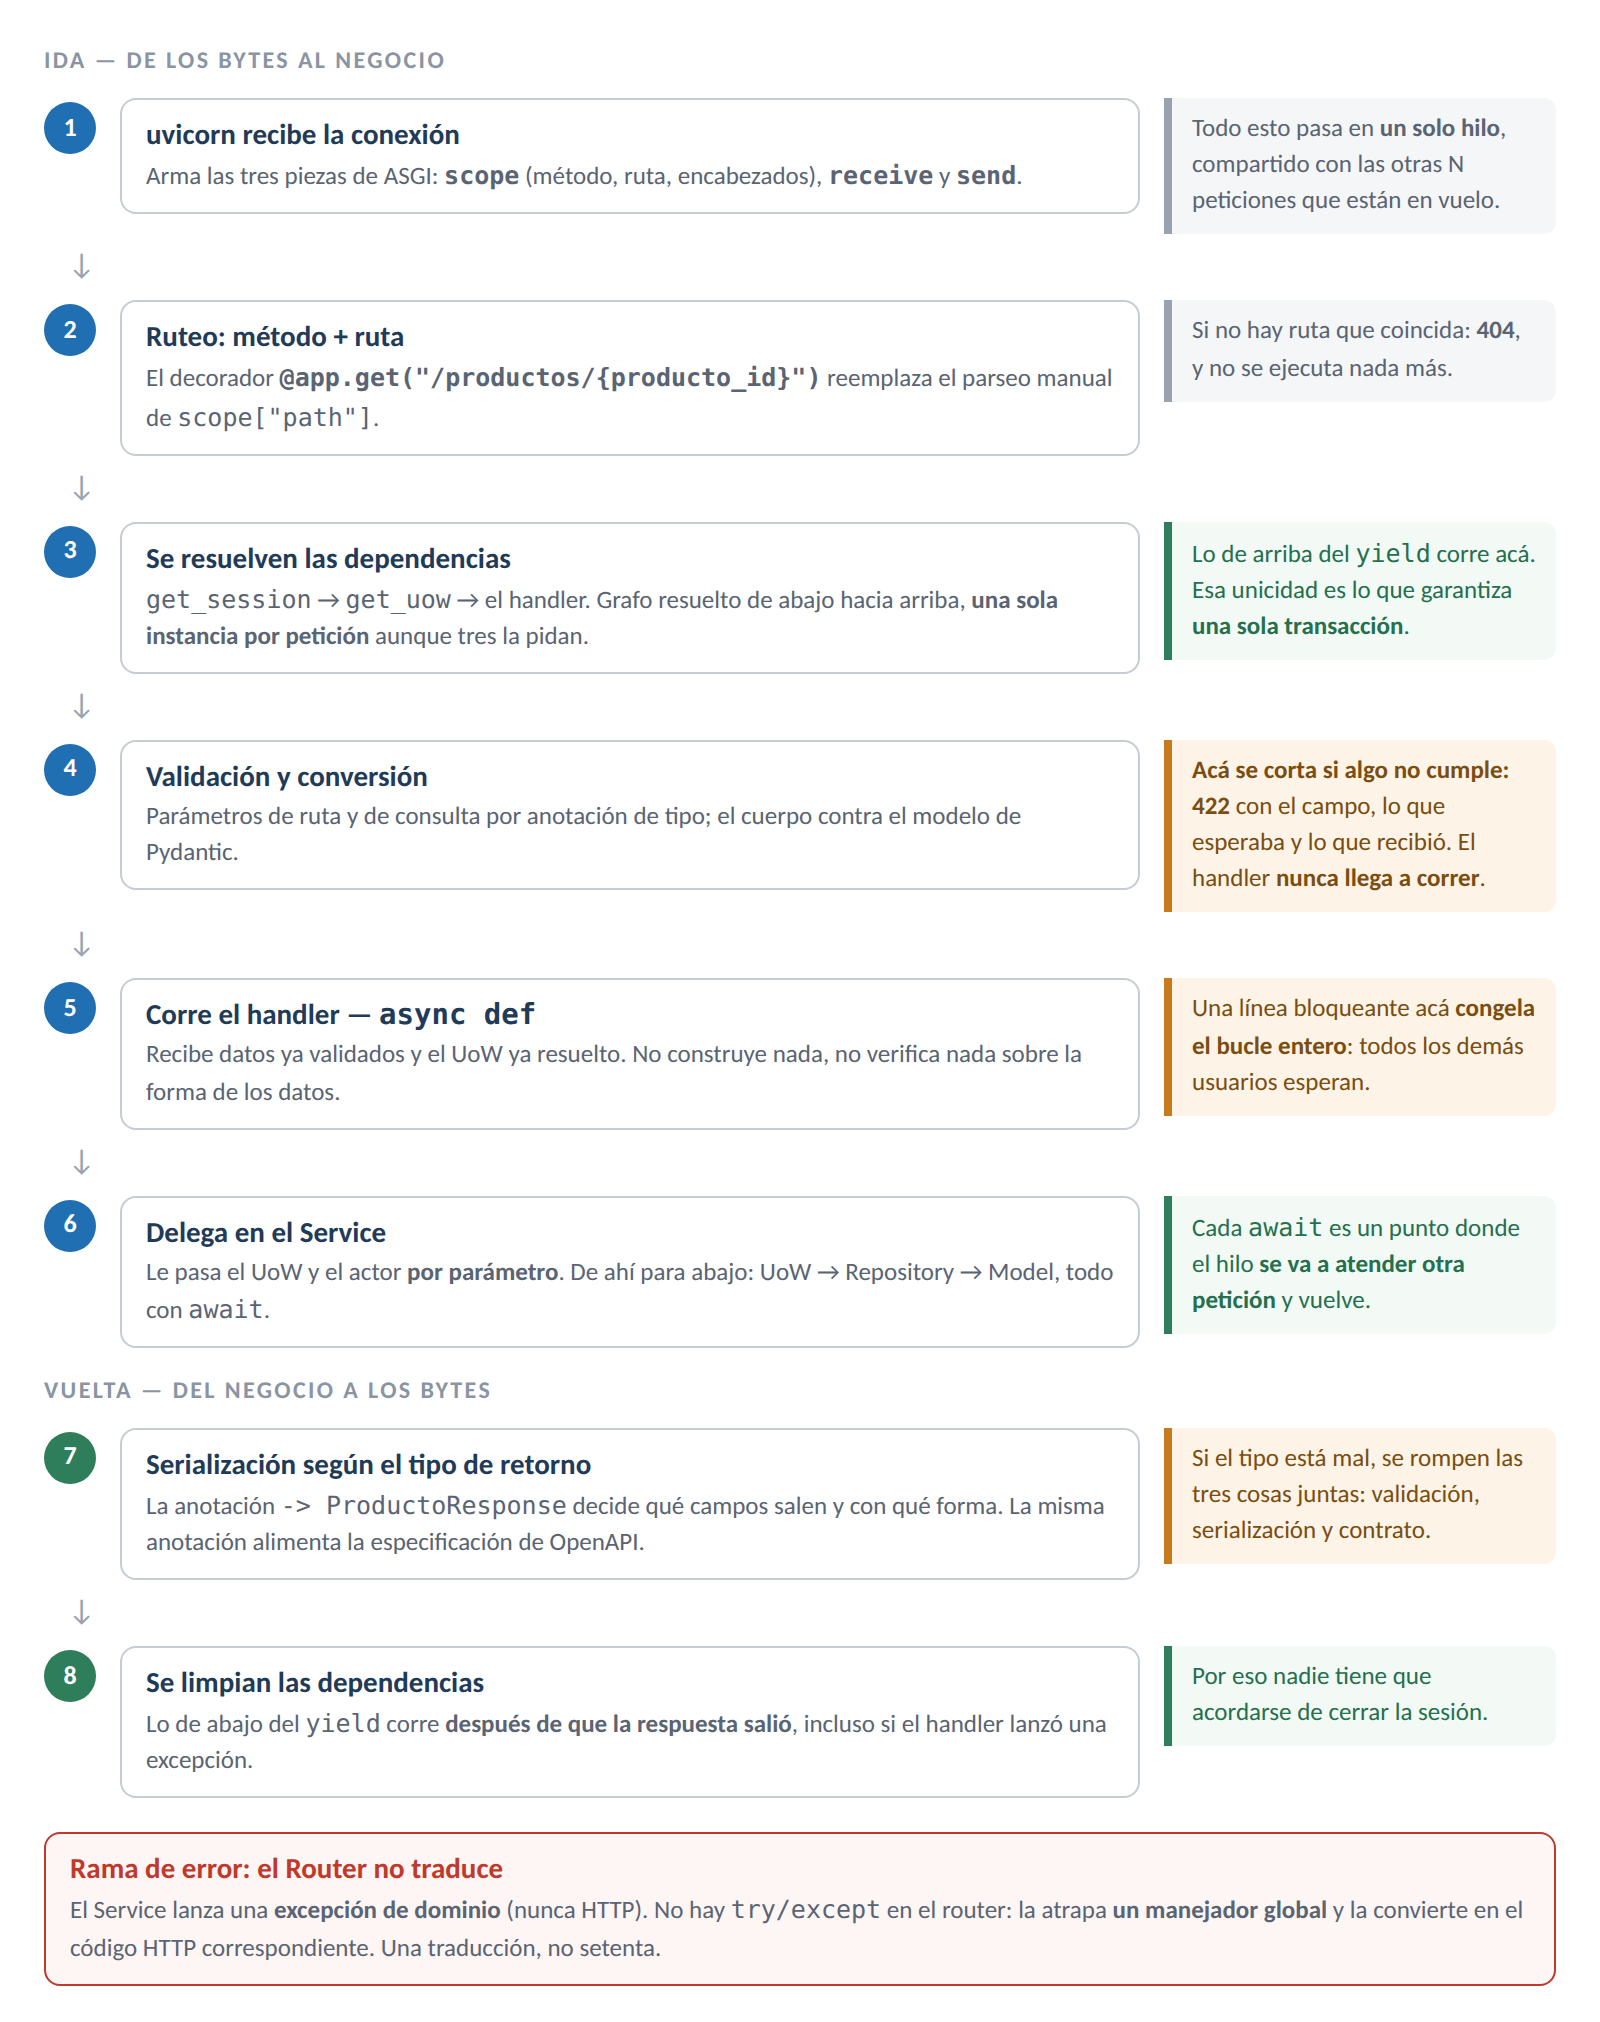 IDA — DE LOS BYTES AL NEGOCIO
1
uvicorn recibe la conexión
Arma las tres piezas de ASGI: scope (método, ruta, encabezados), receive y send.
Todo esto pasa en un solo hilo,
compartido con las otras N
peticiones que están en vuelo.
↓
2
Ruteo: método + ruta
El decorador @app.get("/productos/{producto_id}") reemplaza el parseo manual
de scope["path"].
Si no hay ruta que coincida: 404,
y no se ejecuta nada más.
↓
3
Se resuelven las dependencias
get_session → get_uow → el handler. Grafo resuelto de abajo hacia arriba, una sola
instancia por petición aunque tres la pidan.
Lo de arriba del yield corre acá.
Esa unicidad es lo que garantiza
una sola transacción.
↓
4
Validación y conversión
Parámetros de ruta y de consulta por anotación de tipo; el cuerpo contra el modelo de
Pydantic.
Acá se corta si algo no cumple:
422 con el campo, lo que
esperaba y lo que recibió. El
handler nunca llega a correr.
↓
5
Corre el handler — async def
Recibe datos ya validados y el UoW ya resuelto. No construye nada, no verifica nada sobre la
forma de los datos.
Una línea bloqueante acá congela
el bucle entero: todos los demás
usuarios esperan.
↓
6
Delega en el Service
Le pasa el UoW y el actor por parámetro. De ahí para abajo: UoW → Repository → Model, todo
con await.
Cada await es un punto donde
el hilo se va a atender otra
petición y vuelve.
VUELTA — DEL NEGOCIO A LOS BYTES
7
Serialización según el tipo de retorno
La anotación -> ProductoResponse decide qué campos salen y con qué forma. La misma
anotación alimenta la especificación de OpenAPI.
Si el tipo está mal, se rompen las
tres cosas juntas: validación,
serialización y contrato.
↓
8
Se limpian las dependencias
Lo de abajo del yield corre después de que la respuesta salió, incluso si el handler lanzó una
excepción.
Por eso nadie tiene que
acordarse de cerrar la sesión.
Rama de error: el Router no traduce
El Service lanza una excepción de dominio (nunca HTTP). No hay try/except en el router: la atrapa un manejador global y la convierte en el
código HTTP correspondiente. Una traducción, no setenta.